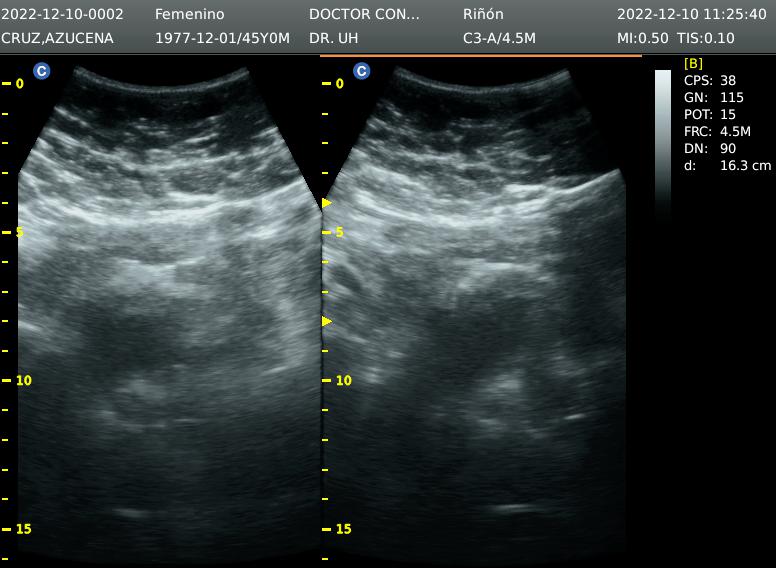 2022-12-10-0002 Femenino DOCTOR CON... Riñón 2022-12-10 11:25:40
CRUZ,AZUCENA 1977-12-01/45Y0M DR. UH C3-A/4.5M MI:0.50 TIS:0.10
C C
[B]
CPS: 38
GN: 115
POT: 15
FRC: 4.5M
DN: 90
d: 16.3 cm
0 0
5 5
10 10
15 15